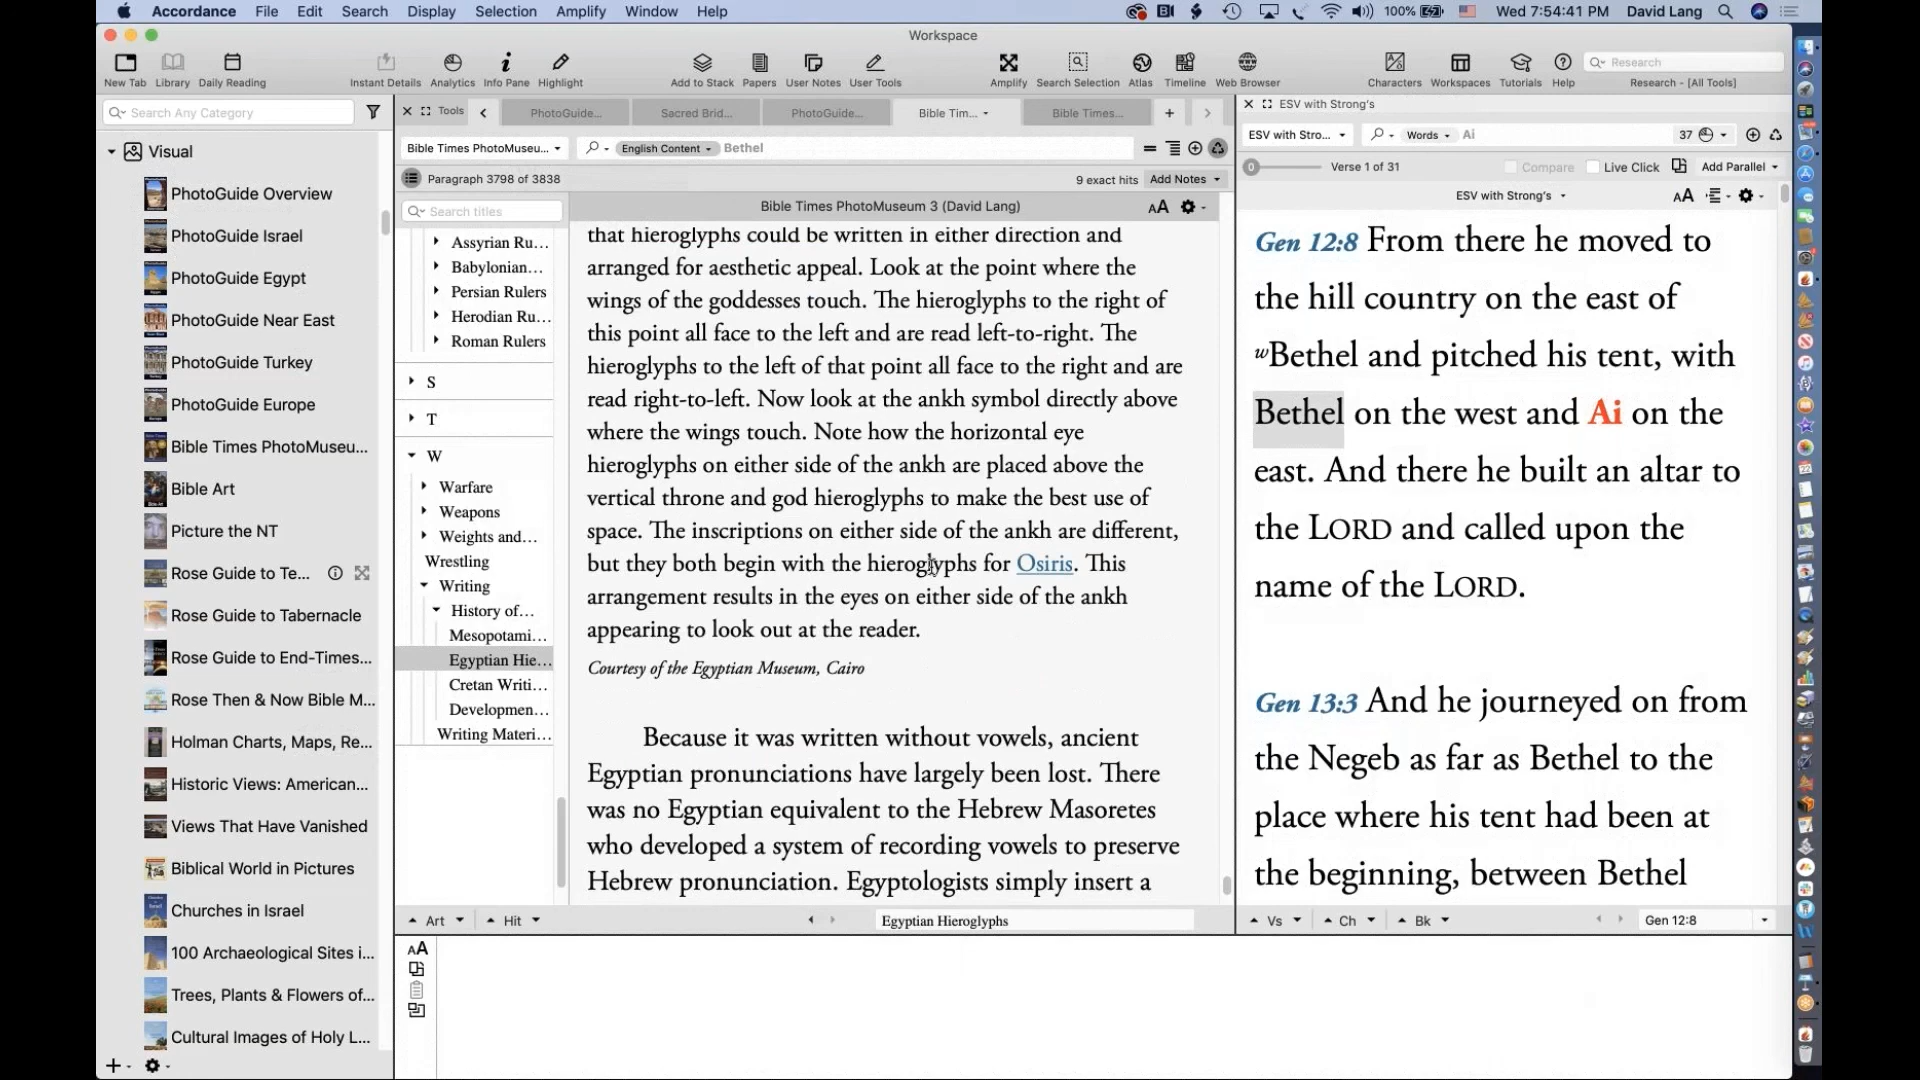 Accordance File Edit Search Display Selection Amplify Window Help
100% Wed 7:54:41 PM David Lang
Workspace
New Tab Library Daily Reading Instant Details Analytics Info Pane Highlight Add to Stack Papers User Notes User Tools Amplify Search Selection Atlas Timeline Web Browser Characters Workspaces Tutorials Help
Research
Research - [All Tools]
Search Any Category
Visual
PhotoGuide Overview
PhotoGuide Israel
PhotoGuide Egypt
PhotoGuide Near East
PhotoGuide Turkey
PhotoGuide Europe
Bible Times PhotoMuseu...
Bible Art
Picture the NT
Rose Guide to Te...
Rose Guide to Tabernacle
Rose Guide to End-Times...
Rose Then & Now Bible M...
Holman Charts, Maps, Re...
Historic Views: American...
Views That Have Vanished
Biblical World in Pictures
Churches in Israel
100 Archaeological Sites i...
Trees, Plants & Flowers of...
Cultural Images of Holy L...
Tools
PhotoGuide... Sacred Brid... PhotoGuide... Bible Tim... Bible Times...
Bible Times PhotoMuseu... English Content Bethel
Paragraph 3798 of 3838 9 exact hits Add Notes
Search titles
Assyrian Ru...
Babylonian...
Persian Rulers
Herodian Ru...
Roman Rulers
S
T
W
Warfare
Weapons
Weights and...
Wrestling
Writing
History of...
Mesopotami...
Egyptian Hie...
Cretan Writi...
Developmen...
Writing Materi...
Bible Times PhotoMuseum 3 (David Lang) AA
that hieroglyphs could be written in either direction and
arranged for aesthetic appeal. Look at the point where the
wings of the goddesses touch. The hieroglyphs to the right of
this point all face to the left and are read left-to-right. The
hieroglyphs to the left of that point all face to the right and are
read right-to-left. Now look at the ankh symbol directly above
where the wings touch. Note how the horizontal eye
hieroglyphs on either side of the ankh are placed above the
vertical throne and god hieroglyphs to make the best use of
space. The inscriptions on either side of the ankh are different,
but they both begin with the hieroglyphs for Osiris. This
arrangement results in the eyes on either side of the ankh
appearing to look out at the reader.
Courtesy of the Egyptian Museum, Cairo
Because it was written without vowels, ancient
Egyptian pronunciations have largely been lost. There
was no Egyptian equivalent to the Hebrew Masoretes
who developed a system of recording vowels to preserve
Hebrew pronunciation. Egyptologists simply insert a
Art Hit Egyptian Hieroglyphs
AA
ESV with Strong's
ESV with Stro... Words Ai 37
0 Verse 1 of 31 Compare Live Click Add Parallel
ESV with Strong's AA
Gen 12:8 From there he moved to
the hill country on the east of
wBethel and pitched his tent, with
Bethel on the west and Ai on the
east. And there he built an altar to
the LORD and called upon the
name of the LORD.
Gen 13:3 And he journeyed on from
the Negeb as far as Bethel to the
place where his tent had been at
the beginning, between Bethel
Vs Ch Bk Gen 12:8